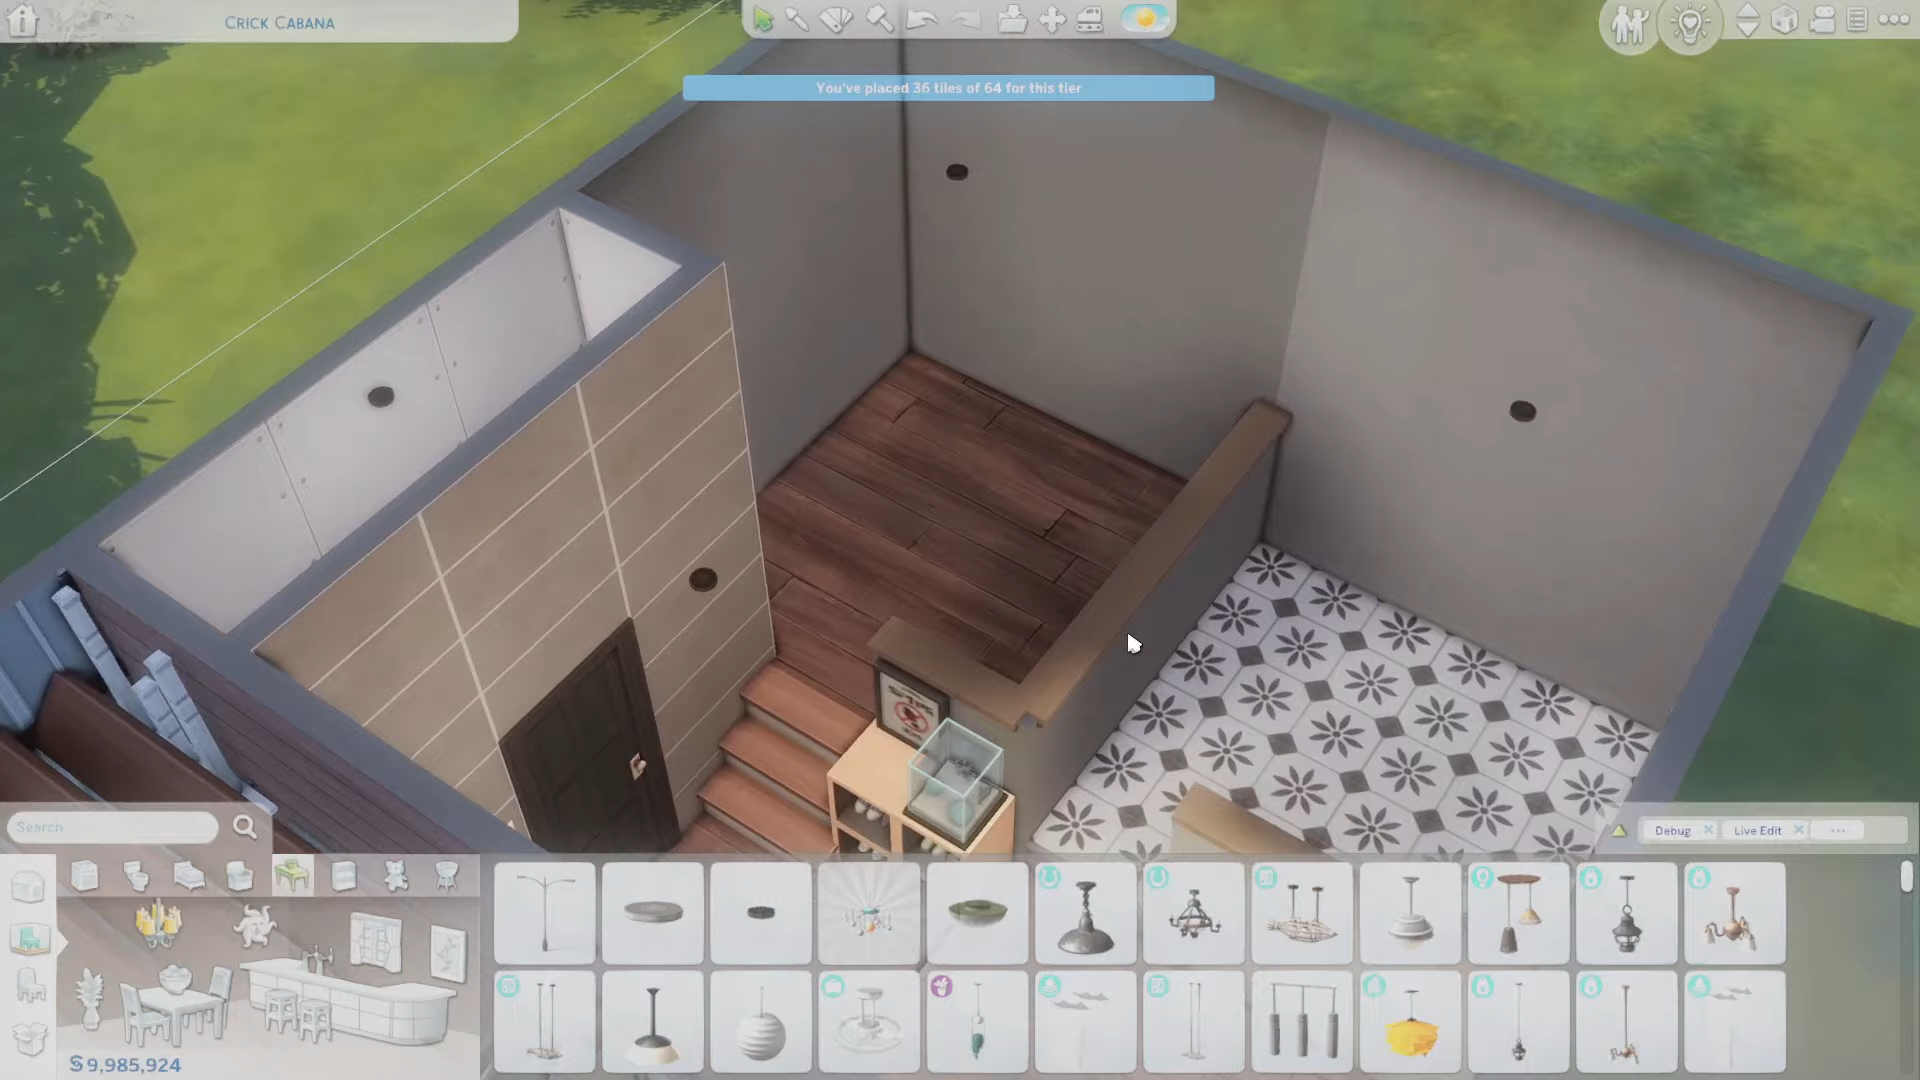 Crick Cabana
You've placed 36 tiles of 64 for this tier
Search
Debug
Live Edit
§9,985,924